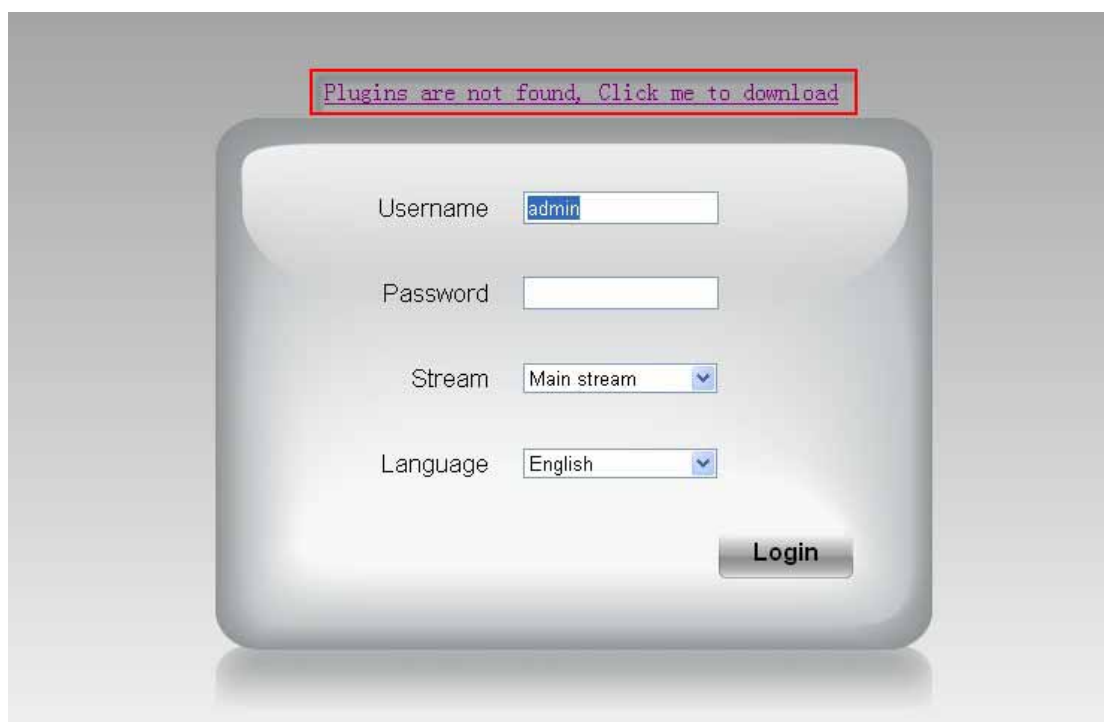 Plugins are not found, Click me to download
Username admin
Password
Stream Main stream
Language English
Login